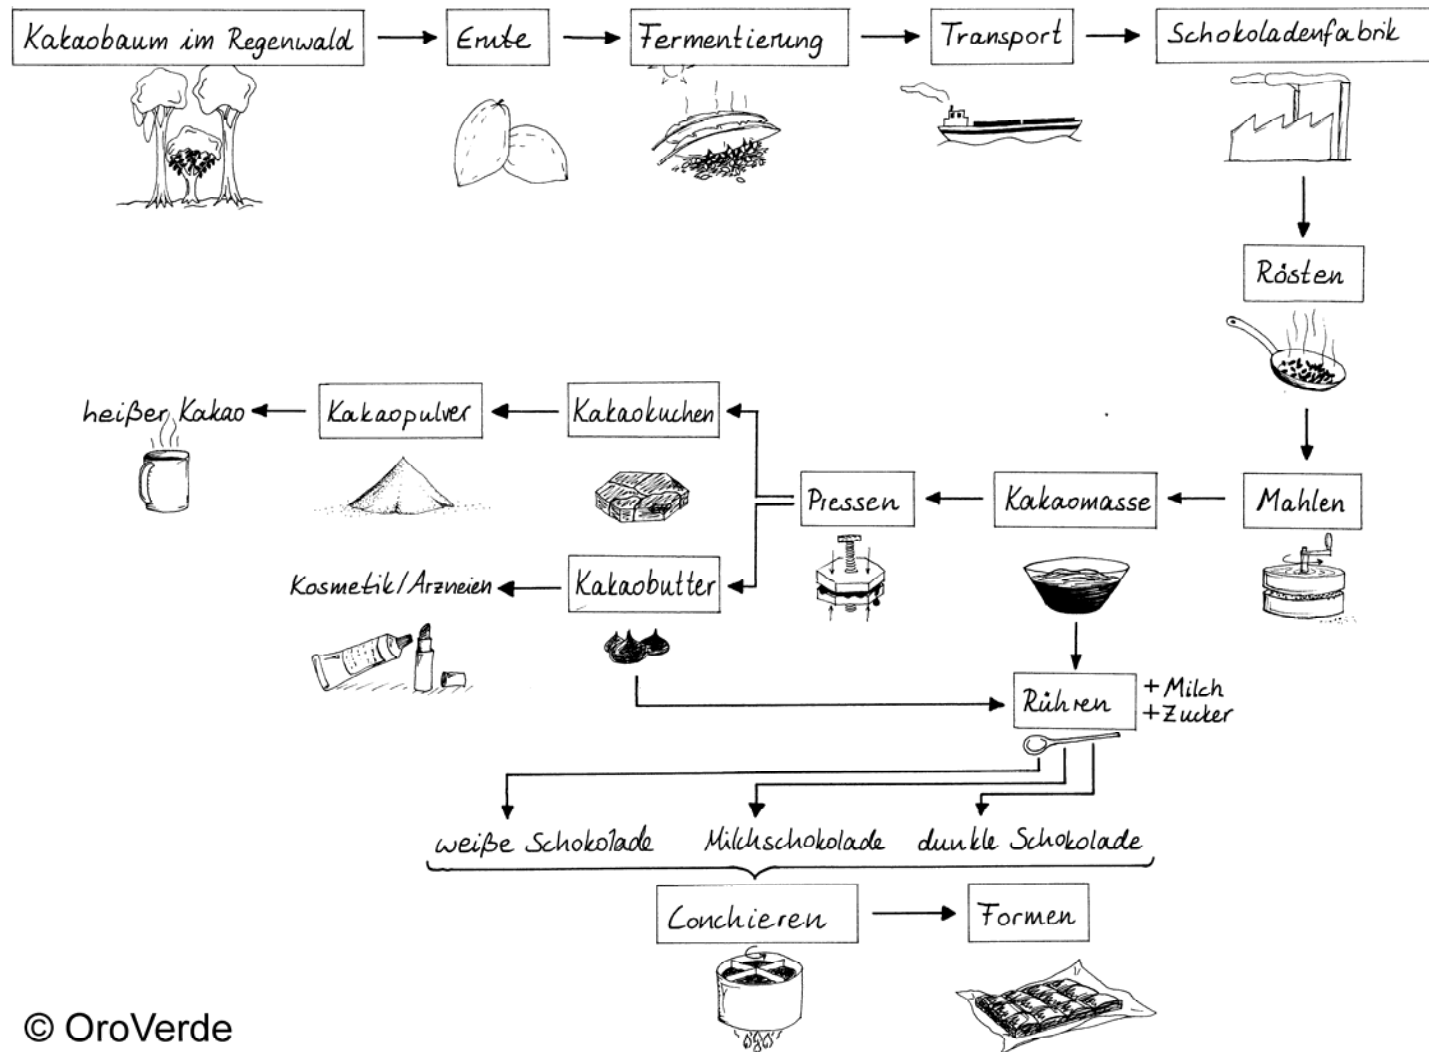 Kakaobaum im Regenwald
Ernte
Fermentierung
Transport
Schokoladenfabrik
Rösten
heißer Kakao
Kakaopulver
Kakaokuchen
Pressen
Kakaomasse
Mahlen
Kosmetik/Arzneien
Kakaobutter
Rühren
+ Milch
+ Zucker
weiße Schokolade
Milchschokolade
dunkle Schokolade
Conchieren
Formen
© OroVerde